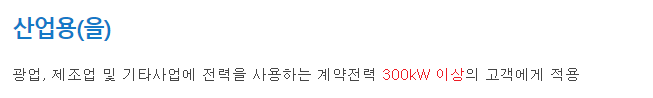 산업용(을)
광업, 제조업 및 기타사업에 전력을 사용하는 계약전력 300kW 이상의 고객에게 적용